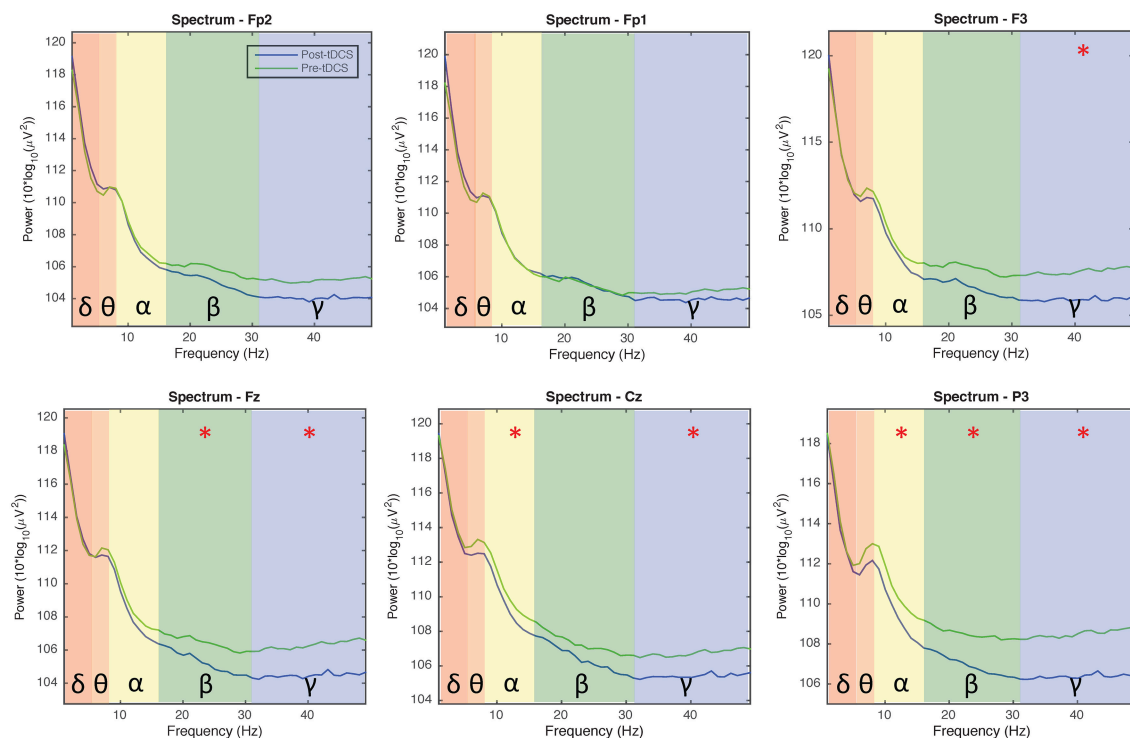 Spectrum - Fp2
120
118
116
114
112
110
108
106
104
Power (10*log10(μV2))
Post-tDCS
Pre-tDCS
δ θ α β γ
10 20 30 40
Frequency (Hz)
Spectrum - Fp1
120
118
116
114
112
110
108
106
104
Power (10*log10(μV2))
δ θ α β γ
10 20 30 40
Frequency (Hz)
Spectrum - F3
120
115
110
105
Power (10*log10(μV2))
*
δ θ α β γ
10 20 30 40
Frequency (Hz)
Spectrum - Fz
120
118
116
114
112
110
108
106
104
Power (10*log10(μV2))
* *
δ θ α β γ
10 20 30 40
Frequency (Hz)
Spectrum - Cz
120
118
116
114
112
110
108
106
104
Power (10*log10(μV2))
* *
δ θ α β γ
10 20 30 40
Frequency (Hz)
Spectrum - P3
118
116
114
112
110
108
106
Power (10*log10(μV2))
* * *
δ θ α β γ
10 20 30 40
Frequency (Hz)